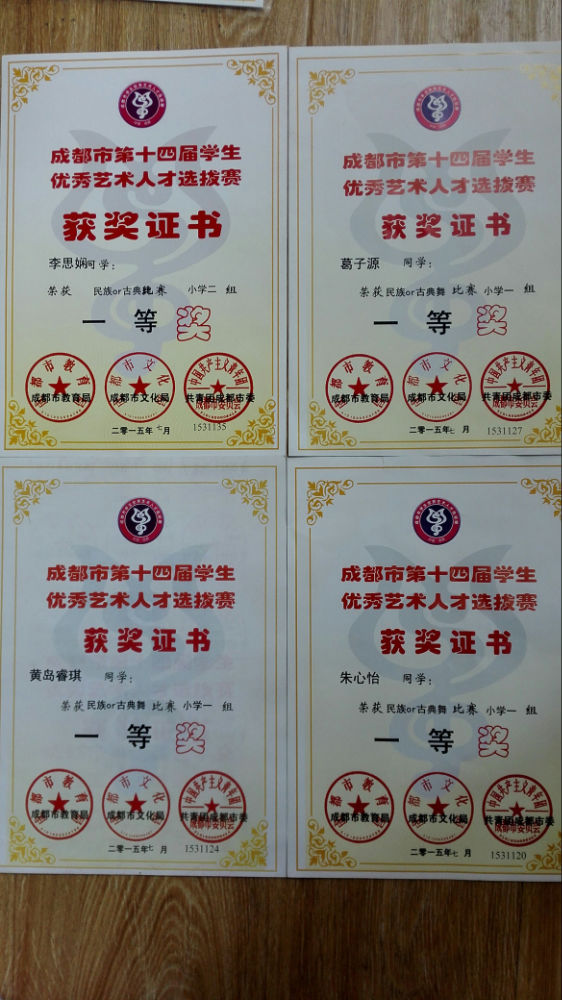 成都市第十四届学生
优秀艺术人才选拔赛
获奖证书
李思娴同学：
荣获 民族or古典舞比赛 小学二 组
一等奖
成都市教育局 成都市文化局 共青团成都市委
二零一五年七月 1531135
成都市第十四届学生
优秀艺术人才选拔赛
获奖证书
葛子源 同学：
荣获民族or古典舞 比赛 小学一 组
一等奖
成都市教育局 成都市文化局 共青团成都市委
二零一五年七月 1531127
成都市第十四届学生
优秀艺术人才选拔赛
获奖证书
黄岛睿琪 同学：
荣获民族or古典舞 比赛 小学一 组
一等奖
成都市教育局 成都市文化局 共青团成都市委
二零一五年七月 1531124
成都市第十四届学生
优秀艺术人才选拔赛
获奖证书
朱心怡 同学：
荣获民族or古典舞 比赛 小学一 组
一等奖
成都市教育局 成都市文化局 共青团成都市委
二零一五年七月 1531120